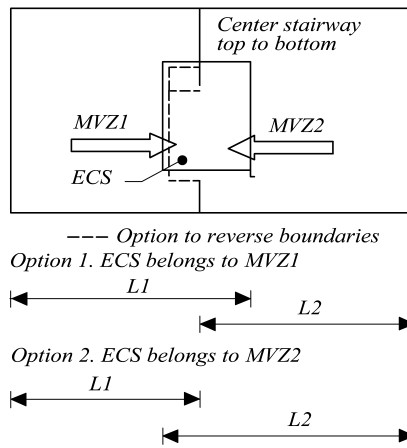 Center stairway
top to bottom
MVZ1
MVZ2
ECS
Option to reverse boundaries
Option 1. ECS belongs to MVZ1
L1
L2
Option 2. ECS belongs to MVZ2
L1
L2